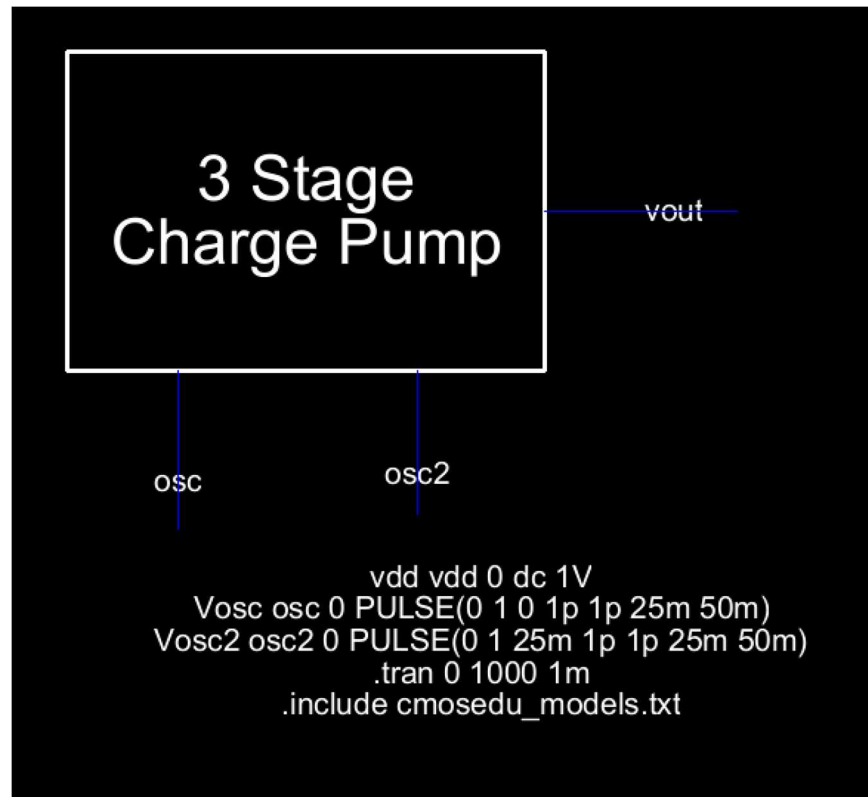 3 Stage
Charge Pump
vout
osc
osc2
vdd vdd 0 dc 1V
Vosc osc 0 PULSE(0 1 0 1p 1p 25m 50m)
Vosc2 osc2 0 PULSE(0 1 25m 1p 1p 25m 50m)
.tran 0 1000 1m
.include cmosedu_models.txt